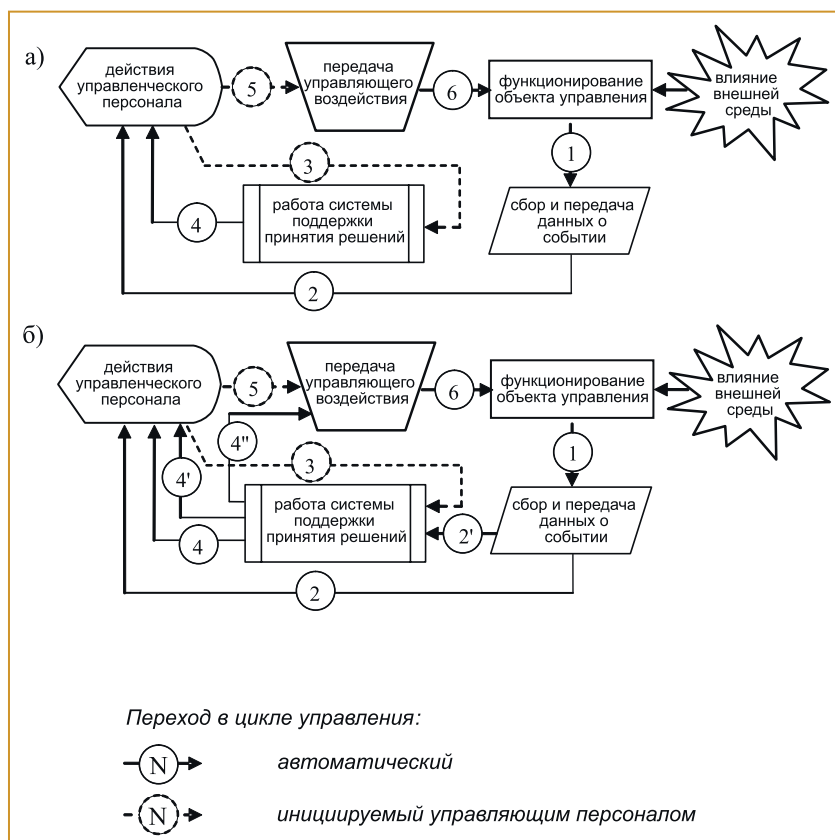 а)
действия
управленческого
персонала
5
передача
управляющего
воздействия
6
функционирование
объекта управления
влияние
внешней
среды
1
3
4
работа системы
поддержки
принятия решений
сбор и передача
данных о
событии
2
б)
действия
управленческого
персонала
5
передача
управляющего
воздействия
6
функционирование
объекта управления
влияние
внешней
среды
4"
3
1
4'
работа системы
поддержки
принятия решений
2'
сбор и передача
данных о
событии
4
2
Переход в цикле управления:
N
автоматический
N
инициируемый управляющим персоналом